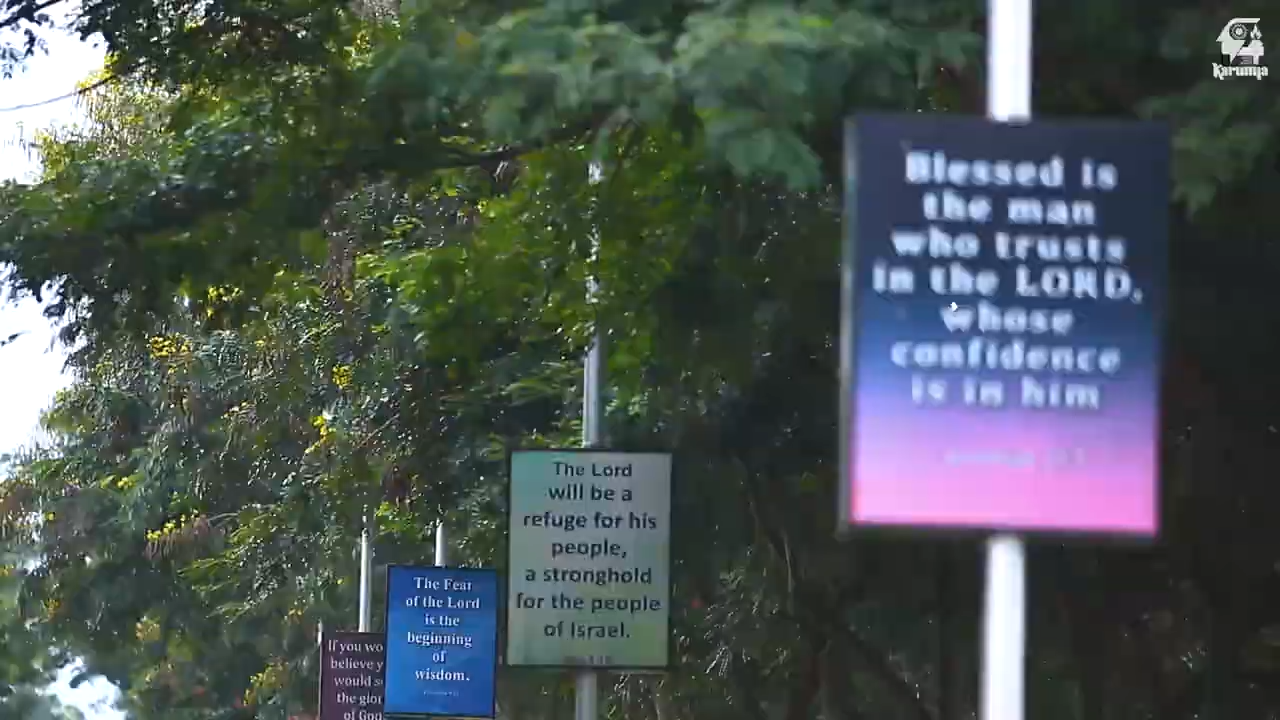 Karunya
Blessed is
the man
who trusts
in the LORD,
whose
confidence
is in him
The Lord
will be a
refuge for his
people,
a stronghold
for the people
of Israel.
The Fear
of the Lord
is the
beginning
of
wisdom.
If you wo
believe y
would s
the glor
of God